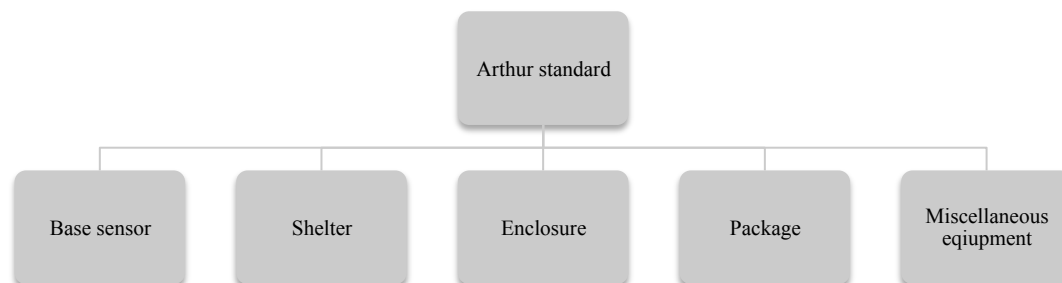 Arthur standard
Base sensor
Shelter
Enclosure
Package
Miscellaneous
eqiupment